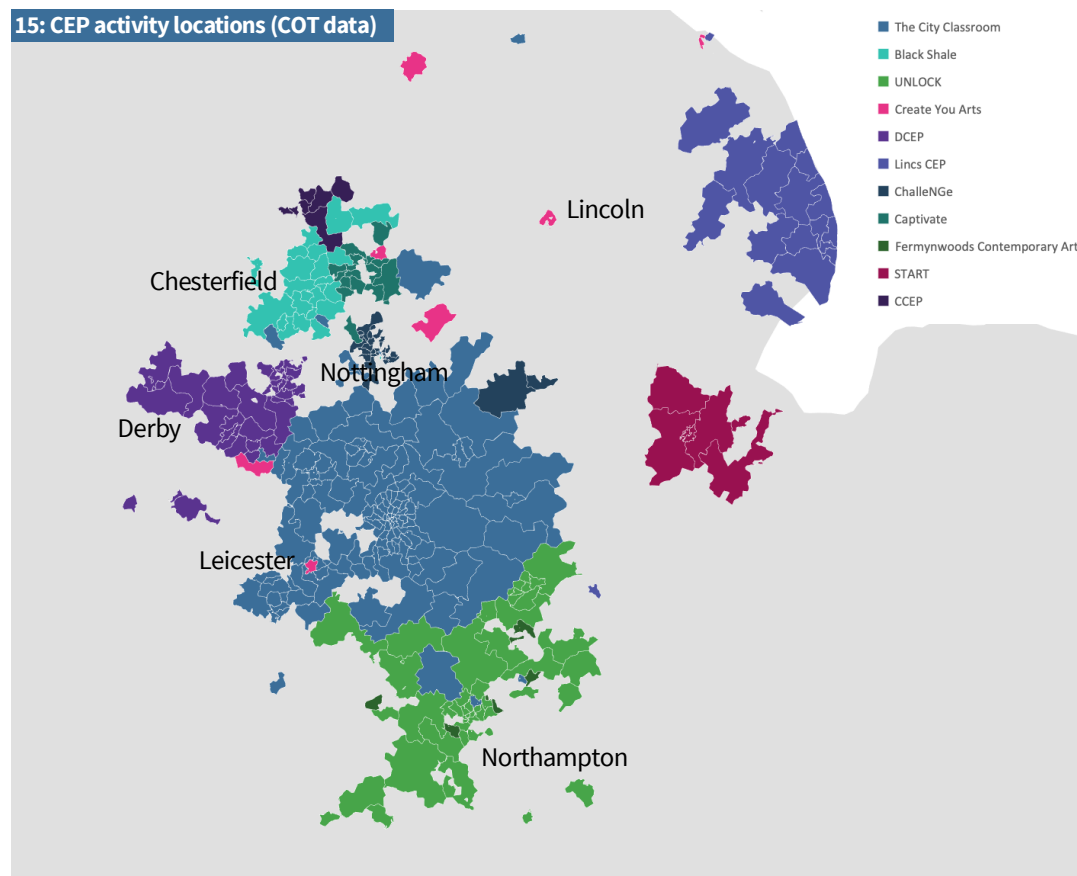 15: CEP activity locations (COT data)
The City Classroom
Black Shale
UNLOCK
Create You Arts
DCEP
Lincs CEP
ChalleNGe
Captivate
Fermynwoods Contemporary Art
START
CCEP
Lincoln
Chesterfield
Nottingham
Derby
Leicester
Northampton